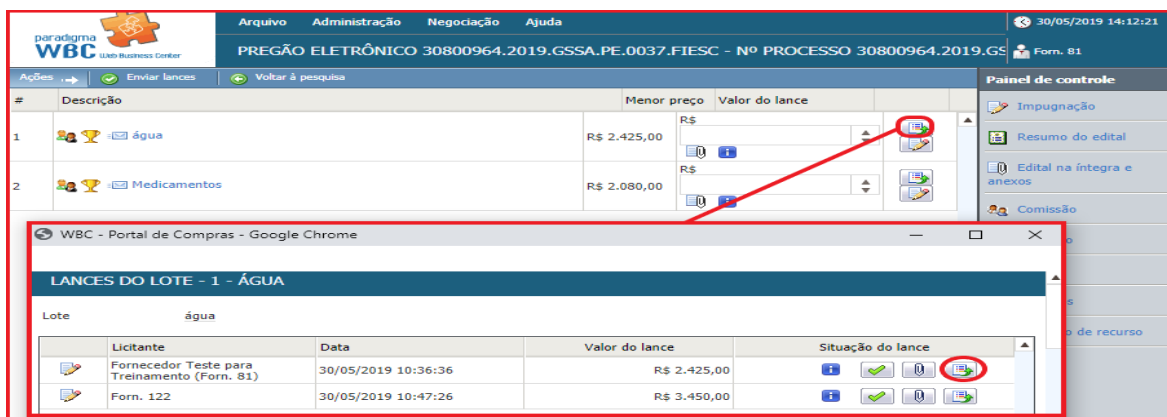 paradigma
WBC Web Business Center
Arquivo Administração Negociação Ajuda
30/05/2019 14:12:21
PREGÃO ELETRÔNICO 30800964.2019.GSSA.PE.0037.FIESC - Nº PROCESSO 30800964.2019.GS
Forn. 81
Ações Enviar lances Voltar à pesquisa
Painel de controle
# Descrição Menor preço Valor do lance
Impugnação
1 água R$ 2.425,00 R$
Resumo do edital
2 Medicamentos R$ 2.080,00 R$
Edital na íntegra e
anexos
Comissão
WBC - Portal de Compras - Google Chrome
o
LANCES DO LOTE - 1 - ÁGUA
s
Lote água
o de recurso
Licitante Data Valor do lance Situação do lance
Fornecedor Teste para
Treinamento (Forn. 81) 30/05/2019 10:36:36 R$ 2.425,00
Forn. 122 30/05/2019 10:47:26 R$ 3.450,00